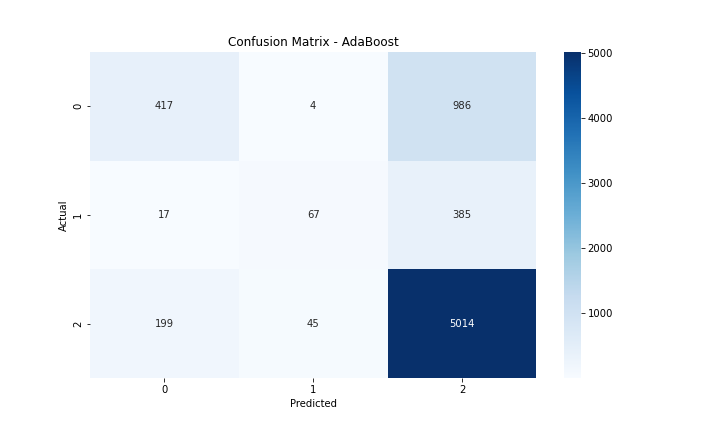 Confusion Matrix - AdaBoost
5000
0 417 4 986
4000
3000
Actual
1 17 67 385
2000
2 199 45 5014
1000
0 1 2
Predicted